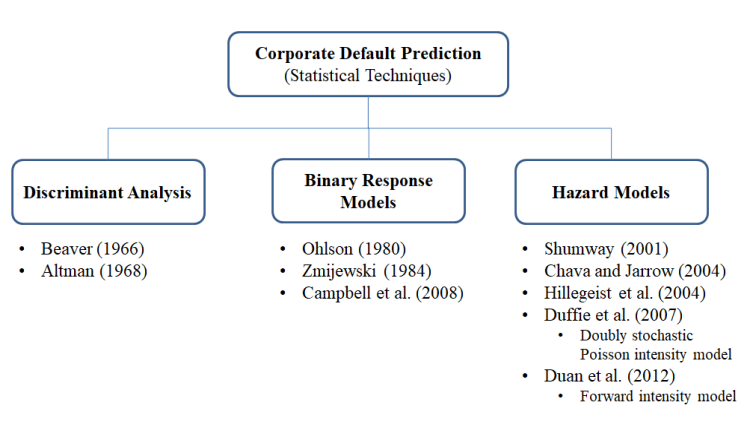 Corporate Default Prediction
(Statistical Techniques)
Discriminant Analysis
• Beaver (1966)
• Altman (1968)
Binary Response
Models
• Ohlson (1980)
• Zmijewski (1984)
• Campbell et al. (2008)
Hazard Models
• Shumway (2001)
• Chava and Jarrow (2004)
• Hillegeist et al. (2004)
• Duffie et al. (2007)
• Doubly stochastic
Poisson intensity model
• Duan et al. (2012)
• Forward intensity model